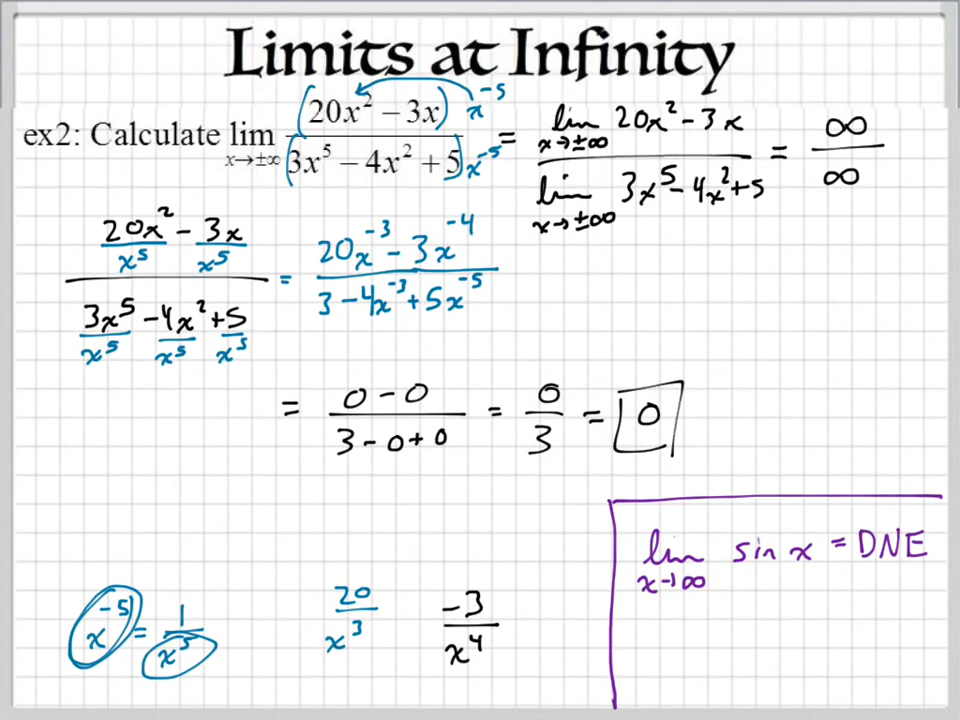 Limits at Infinity
ex2: Calculate lim x→±∞ (20x² − 3x) x⁻⁵ / (3x⁵ − 4x² + 5) x⁻⁵ = lim x→±∞ 20x² − 3x / lim x→±∞ 3x⁵ − 4x² + 5 = ∞ / ∞
20x²/x⁵ − 3x/x⁵ / 3x⁵/x⁵ − 4x²/x⁵ + 5/x⁵ = 20x⁻³ − 3x⁻⁴ / 3 − 4x⁻³ + 5x⁻⁵
= 0 − 0 / 3 − 0 + 0 = 0/3 = 0
lim x→∞ sin x = DNE
x⁻⁵ = 1/x⁵ 20/x³ −3/x⁴